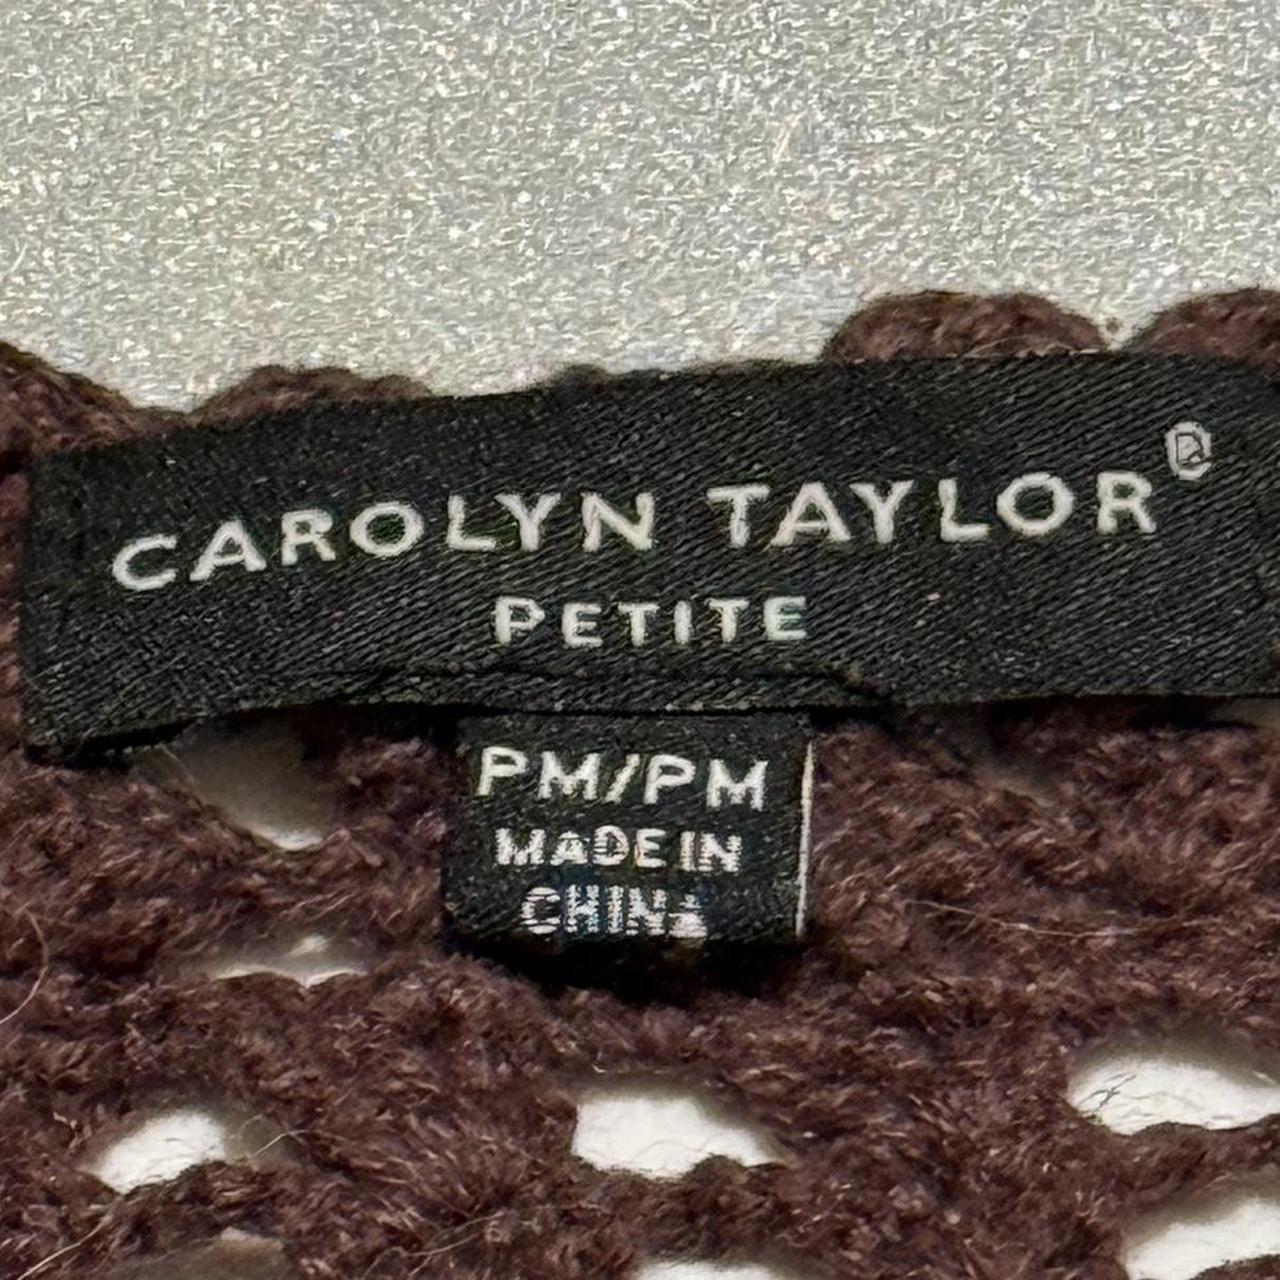 CAROLYN TAYLOR®
PETITE
PM/PM
MADE IN
CHINA